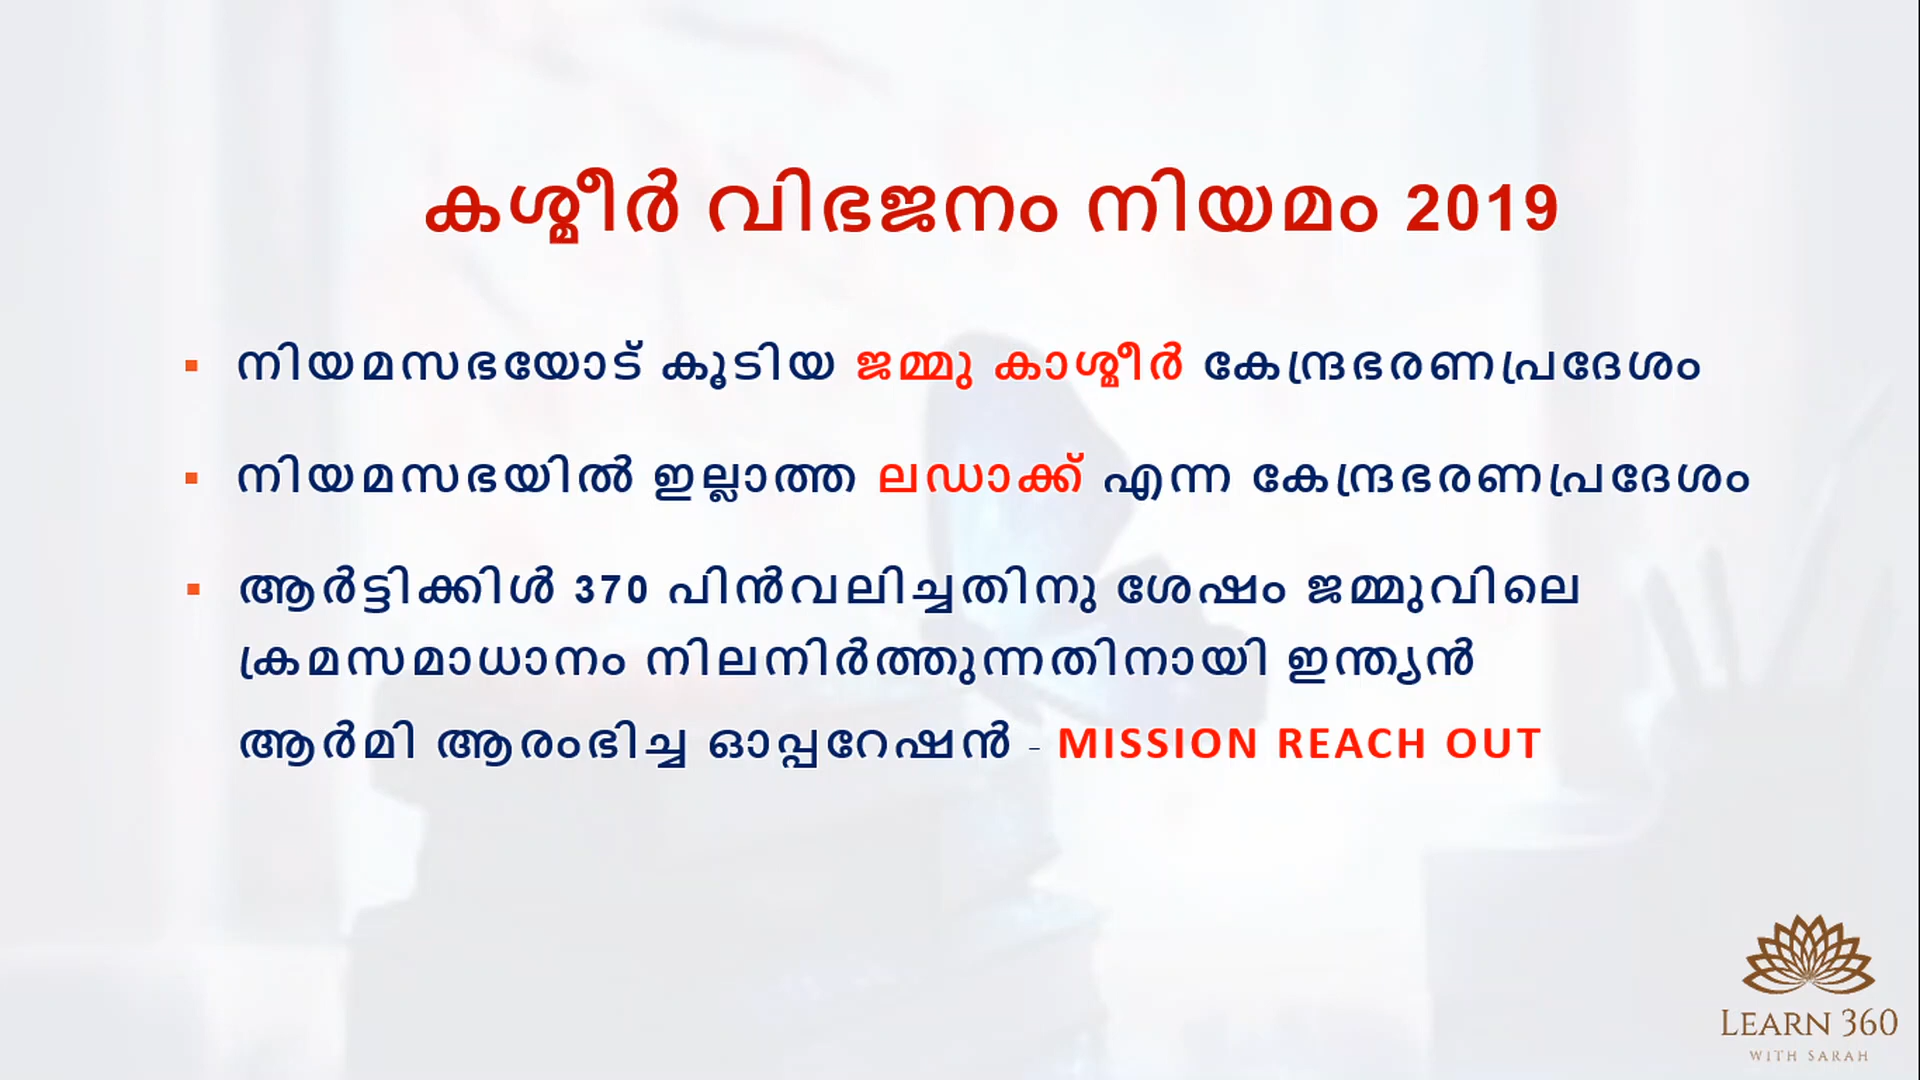 കശ്മീർ വിഭജനം നിയമം 2019
▪ നിയമസഭയോട് കൂടിയ ജമ്മു കാശ്മീർ കേന്ദ്രഭരണപ്രദേശം
▪ നിയമസഭയിൽ ഇല്ലാത്ത ലഡാക്ക് എന്ന കേന്ദ്രഭരണപ്രദേശം
▪ ആർട്ടിക്കിൾ 370 പിൻവലിച്ചതിനു ശേഷം ജമ്മുവിലെ
ക്രമസമാധാനം നിലനിർത്തുന്നതിനായി ഇന്ത്യൻ
ആർമി ആരംഭിച്ച ഓപ്പറേഷൻ - MISSION REACH OUT
LEARN 360
WITH SARAH